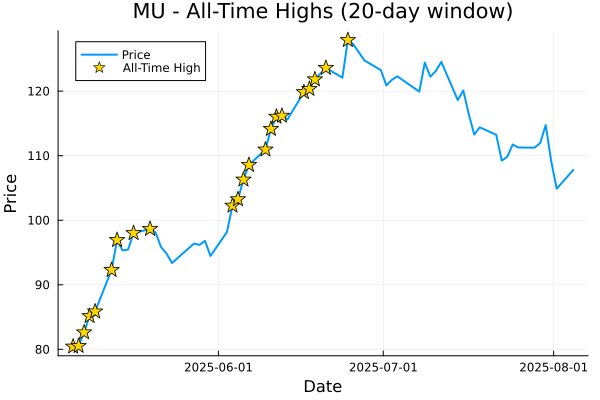 MU - All-Time Highs (20-day window)
Price
All-Time High
120
110
100
90
80
Price
2025-06-01
2025-07-01
2025-08-01
Date